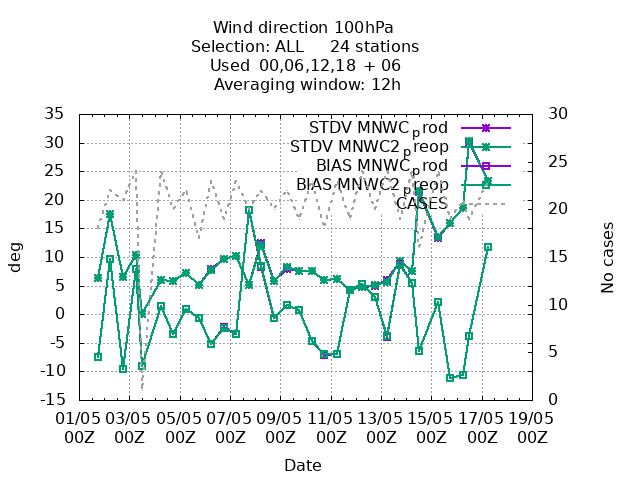 Wind direction 100hPa
Selection: ALL 24 stations
Used 00,06,12,18 + 06
Averaging window: 12h
STDV MNWC_prod
STDV MNWC2_preop
BIAS MNWC_prod
BIAS MNWC2_preop
CASES
35
30
25
20
15
10
5
0
-5
-10
-15
deg
30
25
20
15
10
5
0
No cases
01/05 03/05 05/05 07/05 09/05 11/05 13/05 15/05 17/05 19/05
00Z 00Z 00Z 00Z 00Z 00Z 00Z 00Z 00Z 00Z
Date